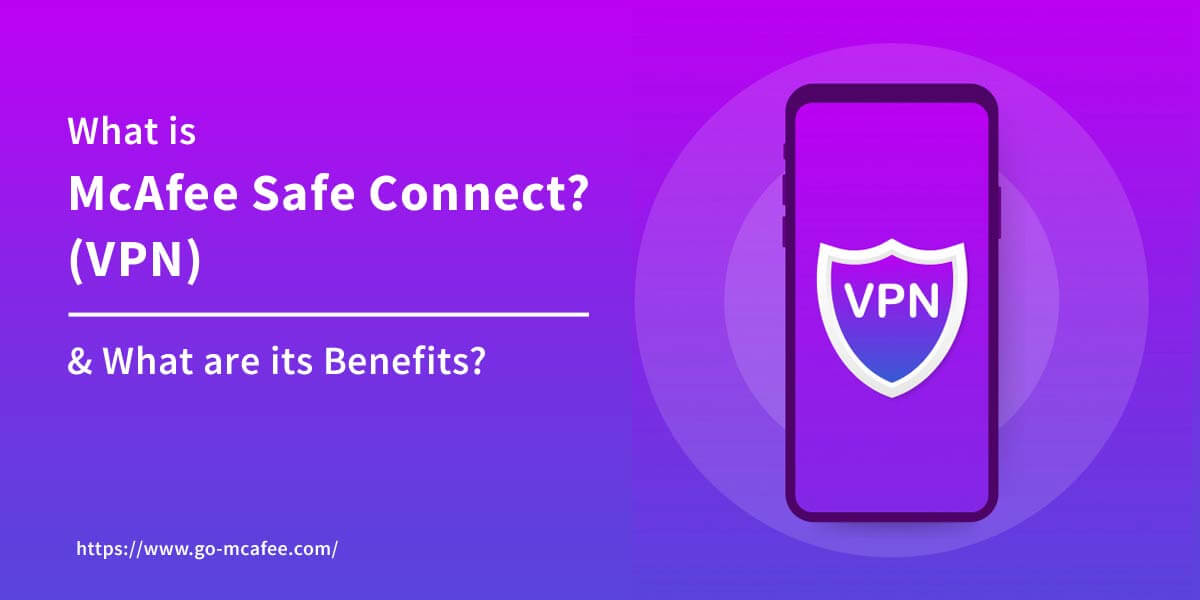 What is
McAfee Safe Connect?
(VPN)
& What are its Benefits?
https://www.go-mcafee.com/
VPN